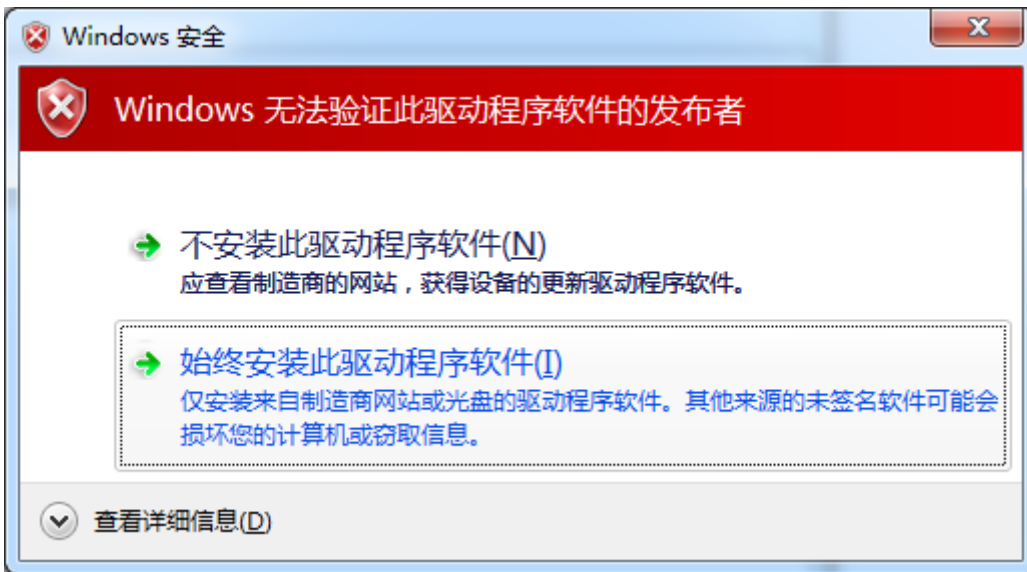 Windows 安全
Windows 无法验证此驱动程序软件的发布者
不安装此驱动程序软件(N)
应查看制造商的网站，获得设备的更新驱动程序软件。
始终安装此驱动程序软件(I)
仅安装来自制造商网站或光盘的驱动程序软件。其他来源的未签名软件可能会
损坏您的计算机或窃取信息。
查看详细信息(D)